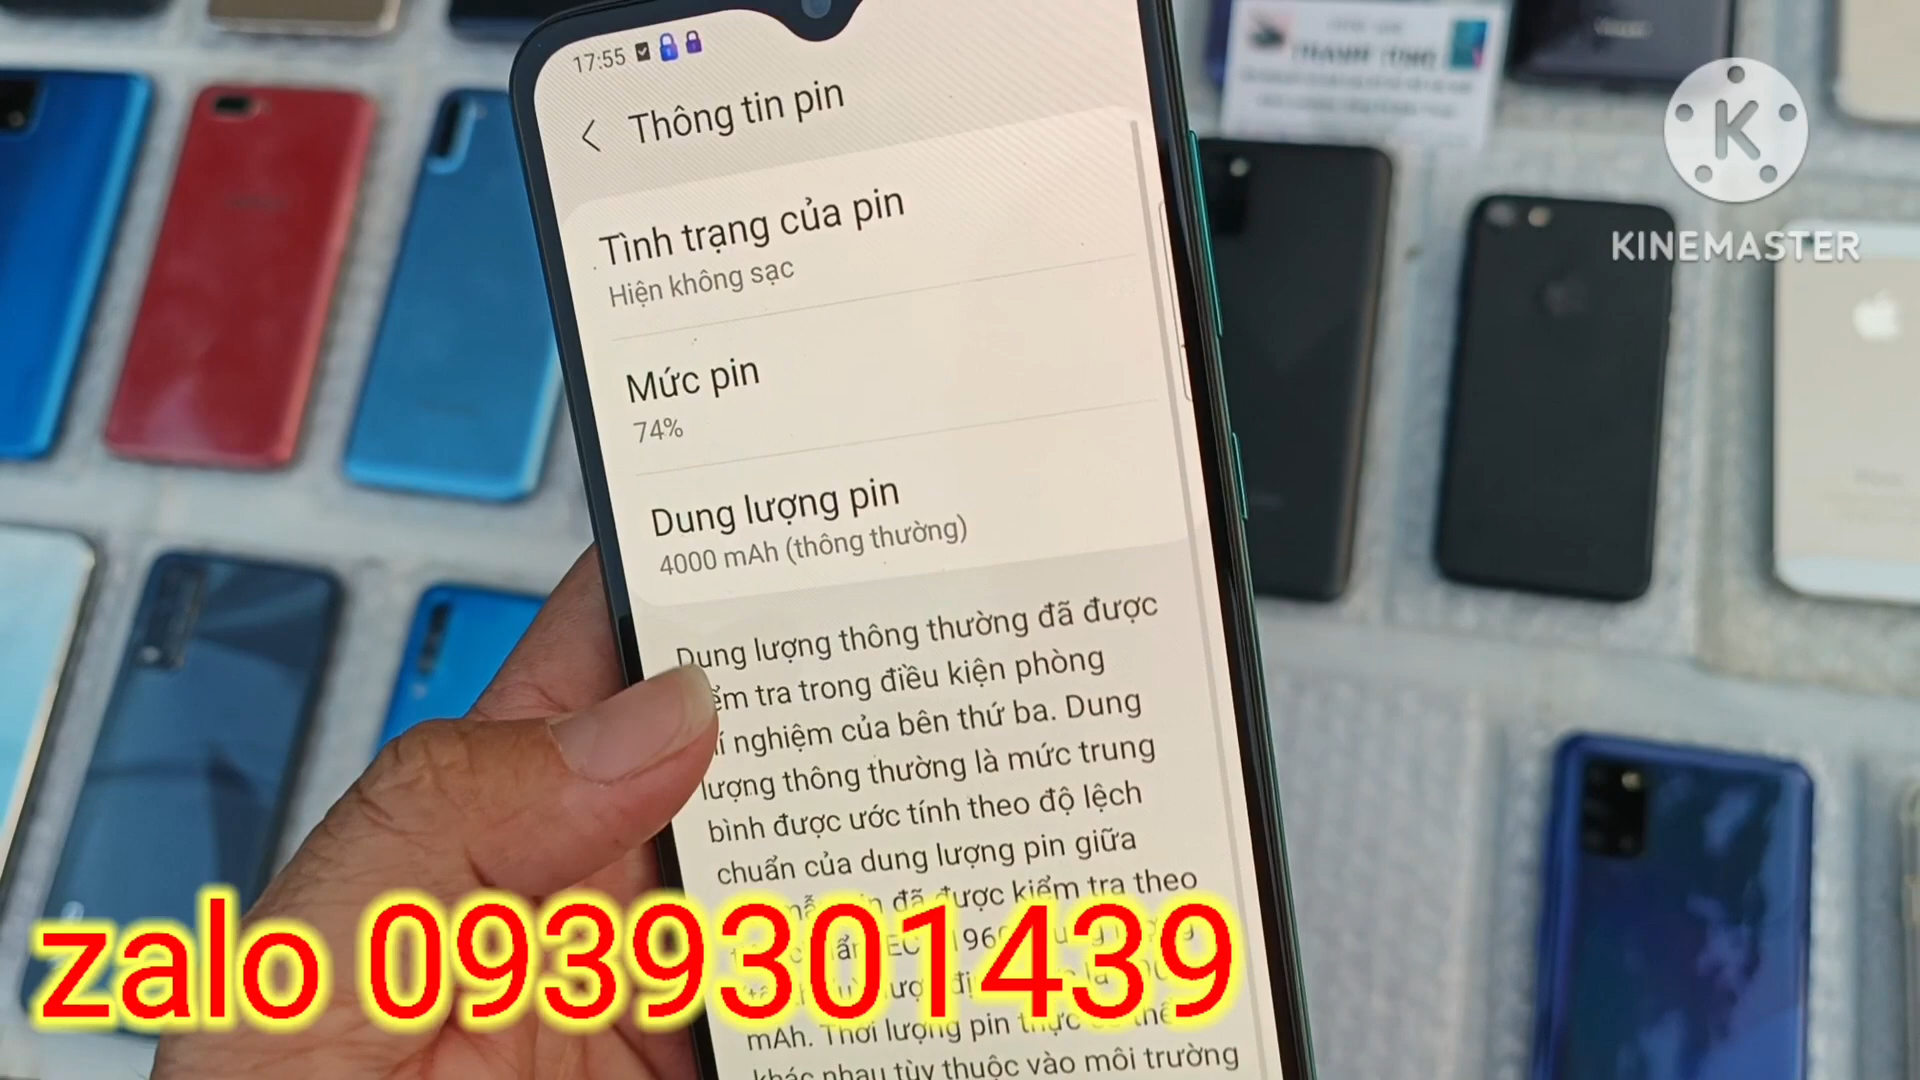 17:55
Thông tin pin
Tình trạng của pin
Hiện không sạc
Mức pin
74%
Dung lượng pin
4000 mAh (thông thường)
Dung lượng thông thường đã được
tra trong điều kiện phòng
nghiệm của bên thứ ba. Dung
lượng thông thường là mức trung
bình được ước tính theo độ lệch
chuẩn của dung lượng pin giữa
đã được kiểm tra theo
mAh. Thời lượng pin thực
khác nhau tùy thuộc vào môi trường
zalo 0939301439
K
KINEMASTER